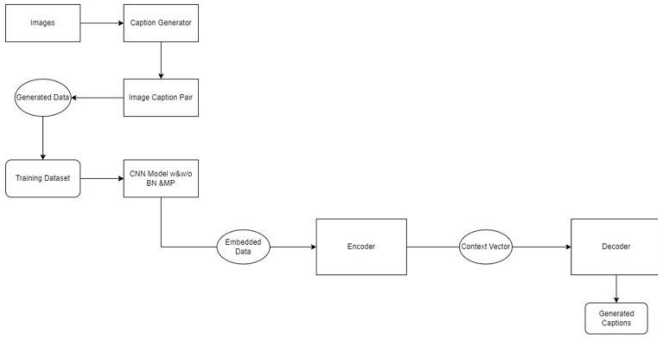 Images
Caption Generator
Generated Data
Image Caption Pair
Training Dataset
CNN Model w&w/o
BN &MP
Embedded
Data
Encoder
Context Vector
Decoder
Generated
Captions